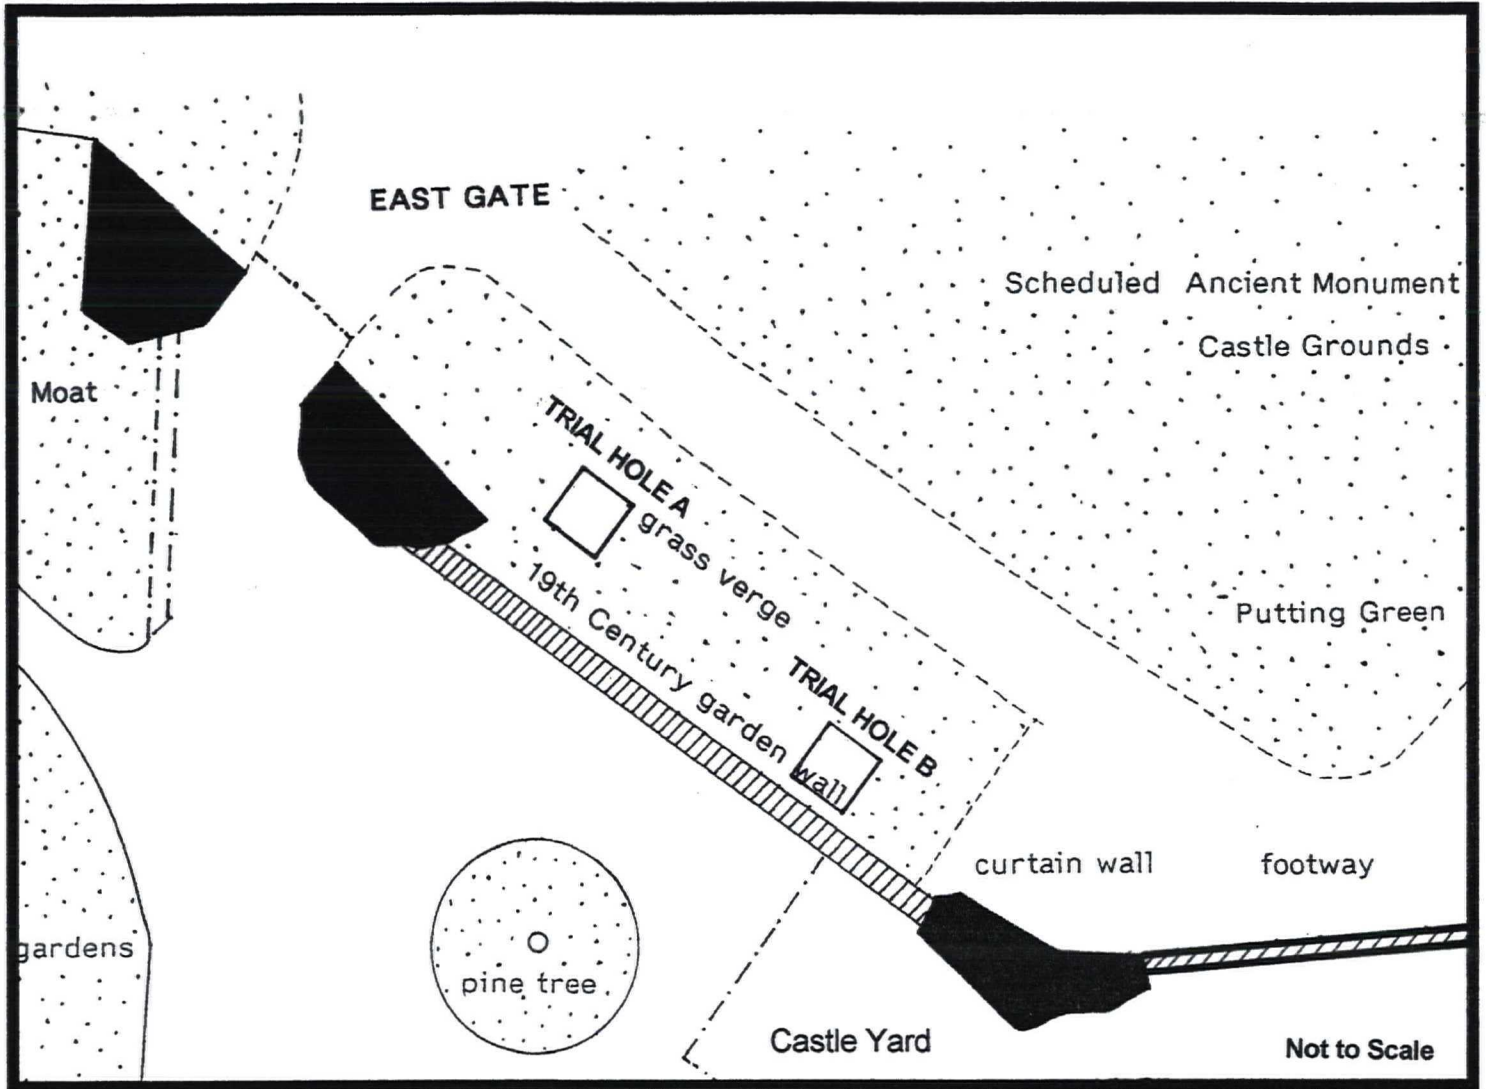 EAST GATE
Scheduled Ancient Monument
Castle Grounds
Moat
TRIAL HOLE A
grass verge
19th Century garden wall
Putting Green
TRIAL HOLE B
curtain wall
footway
gardens
pine tree
Castle Yard
Not to Scale